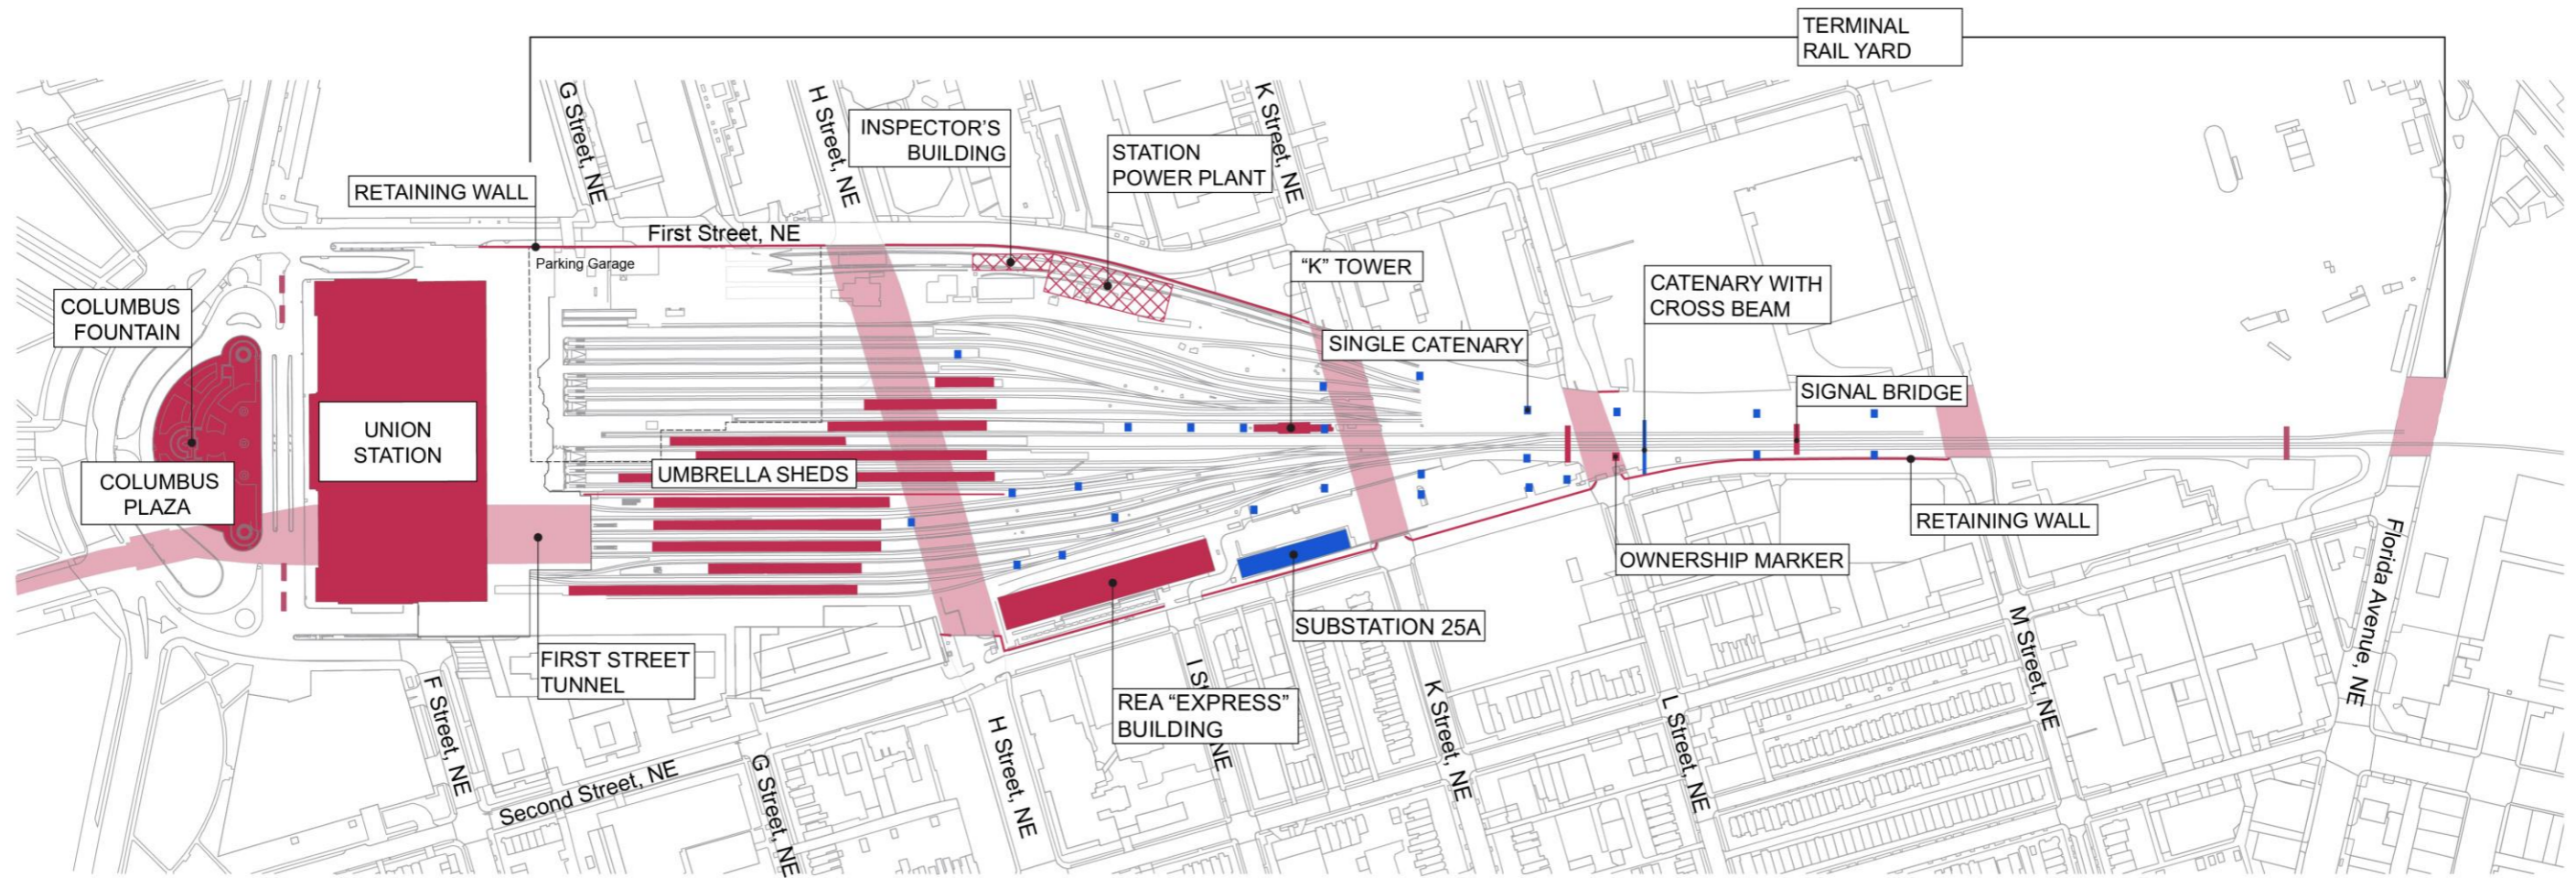 TERMINAL
RAIL YARD
G Street, NE
H Street, NE
K Street, NE
INSPECTOR'S
BUILDING
STATION
POWER PLANT
RETAINING WALL
First Street, NE
Parking Garage
"K" TOWER
CATENARY WITH
CROSS BEAM
COLUMBUS
FOUNTAIN
SINGLE CATENARY
SIGNAL BRIDGE
UNION
STATION
UMBRELLA SHEDS
COLUMBUS
PLAZA
RETAINING WALL
OWNERSHIP MARKER
SUBSTATION 25A
FIRST STREET
TUNNEL
REA "EXPRESS"
BUILDING
F Street, NE
Second Street, NE
G Street, NE
H Street, NE
I St
NE
K Street, NE
L Street, NE
M Street, NE
Florida Avenue, NE